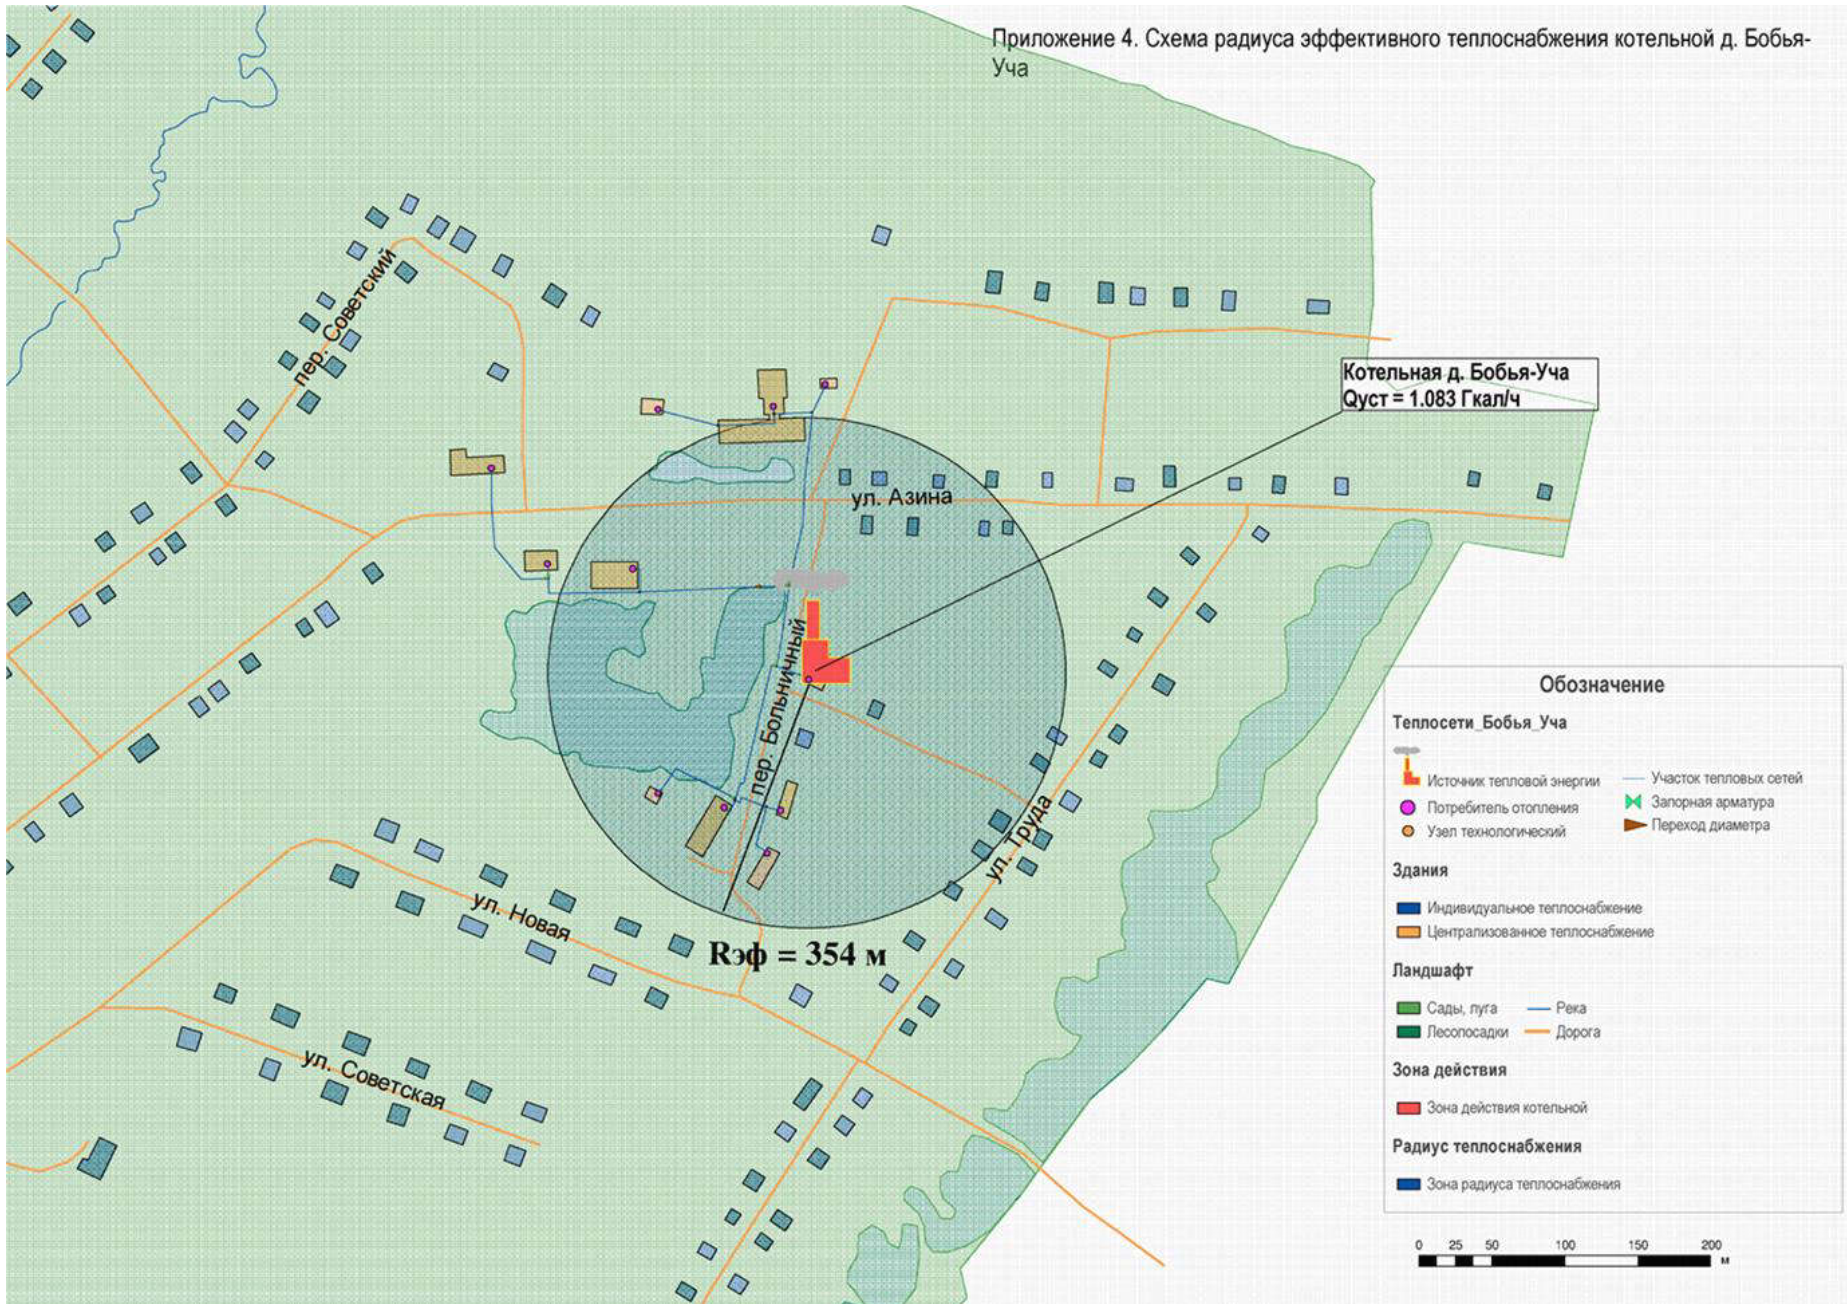 Приложение 4. Схема радиуса эффективного теплоснабжения котельной д. Бобья-
Уча
пер. Советский
Котельная д. Бобья-Уча
Qуст = 1.083 Гкал/ч
ул. Азина
пер. Больничный
ул. Труда
ул. Новая
Rэф = 354 м
ул. Советская
Обозначение
Теплосети_Бобья_Уча
Источник тепловой энергии
Участок тепловых сетей
Потребитель отопления
Запорная арматура
Узел технологический
Переход диаметра
Здания
Индивидуальное теплоснабжение
Централизованное теплоснабжение
Ландшафт
Сады, луга
Река
Лесопосадки
Дорога
Зона действия
Зона действия котельной
Радиус теплоснабжения
Зона радиуса теплоснабжения
0 25 50 100 150 200
м